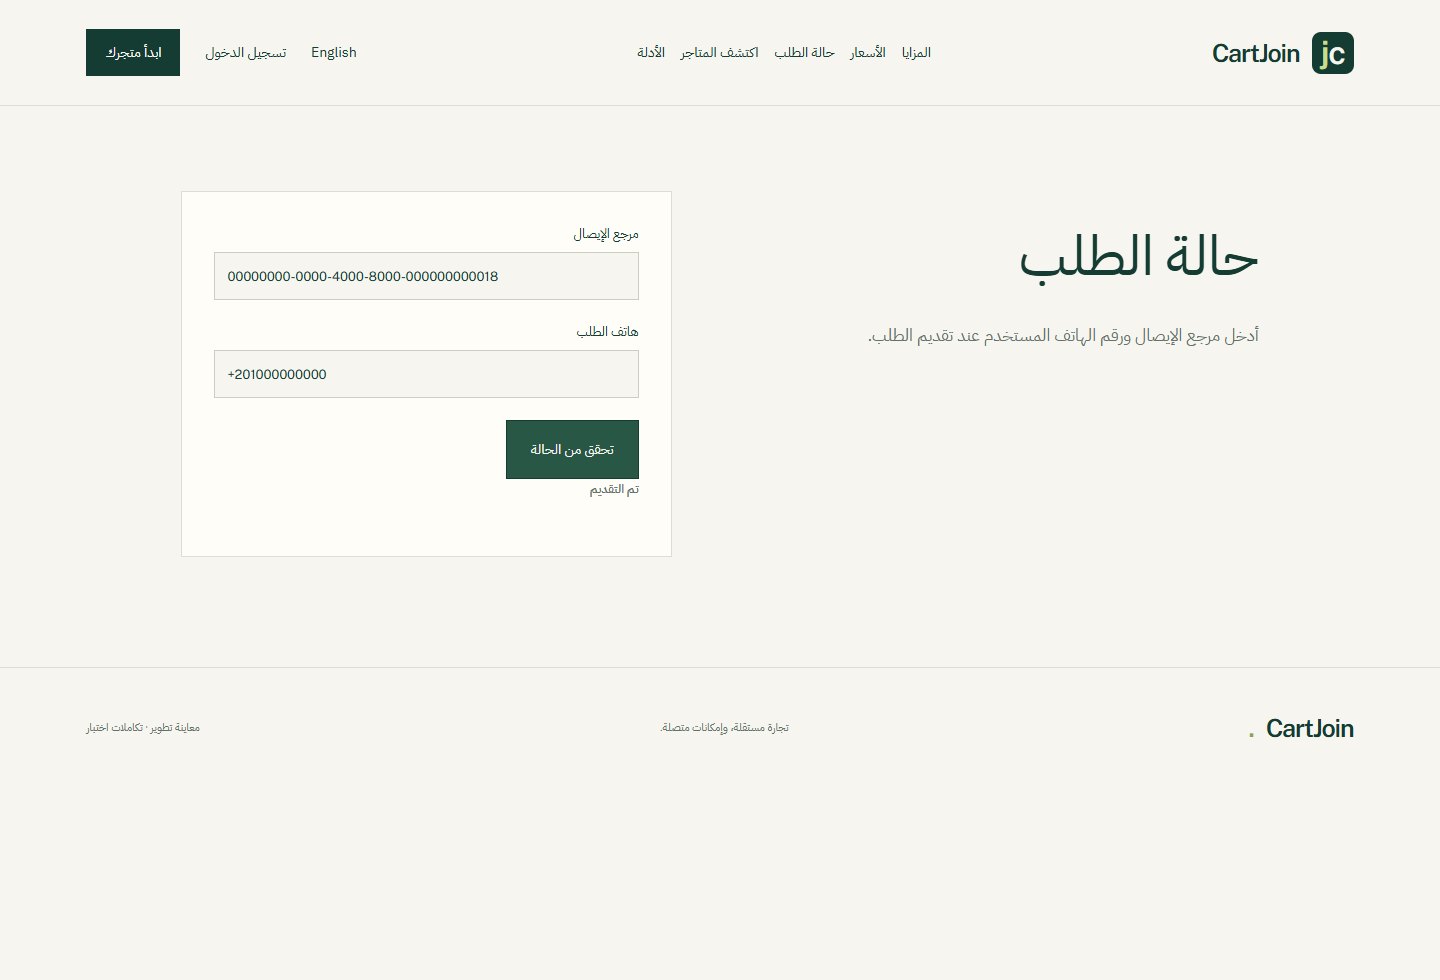 jc CartJoin
المزايا الأسعار حالة الطلب اكتشف المتاجر الأدلة
English تسجيل الدخول ابدأ متجرك
حالة الطلب
أدخل مرجع الإيصال ورقم الهاتف المستخدم عند تقديم الطلب.
مرجع الإيصال
00000000-0000-4000-8000-000000000018
هاتف الطلب
+201000000000
تحقق من الحالة
تم التقديم
CartJoin .
تجارة مستقلة، وإمكانات متصلة.
معاينة تطوير · تكاملات اختبار